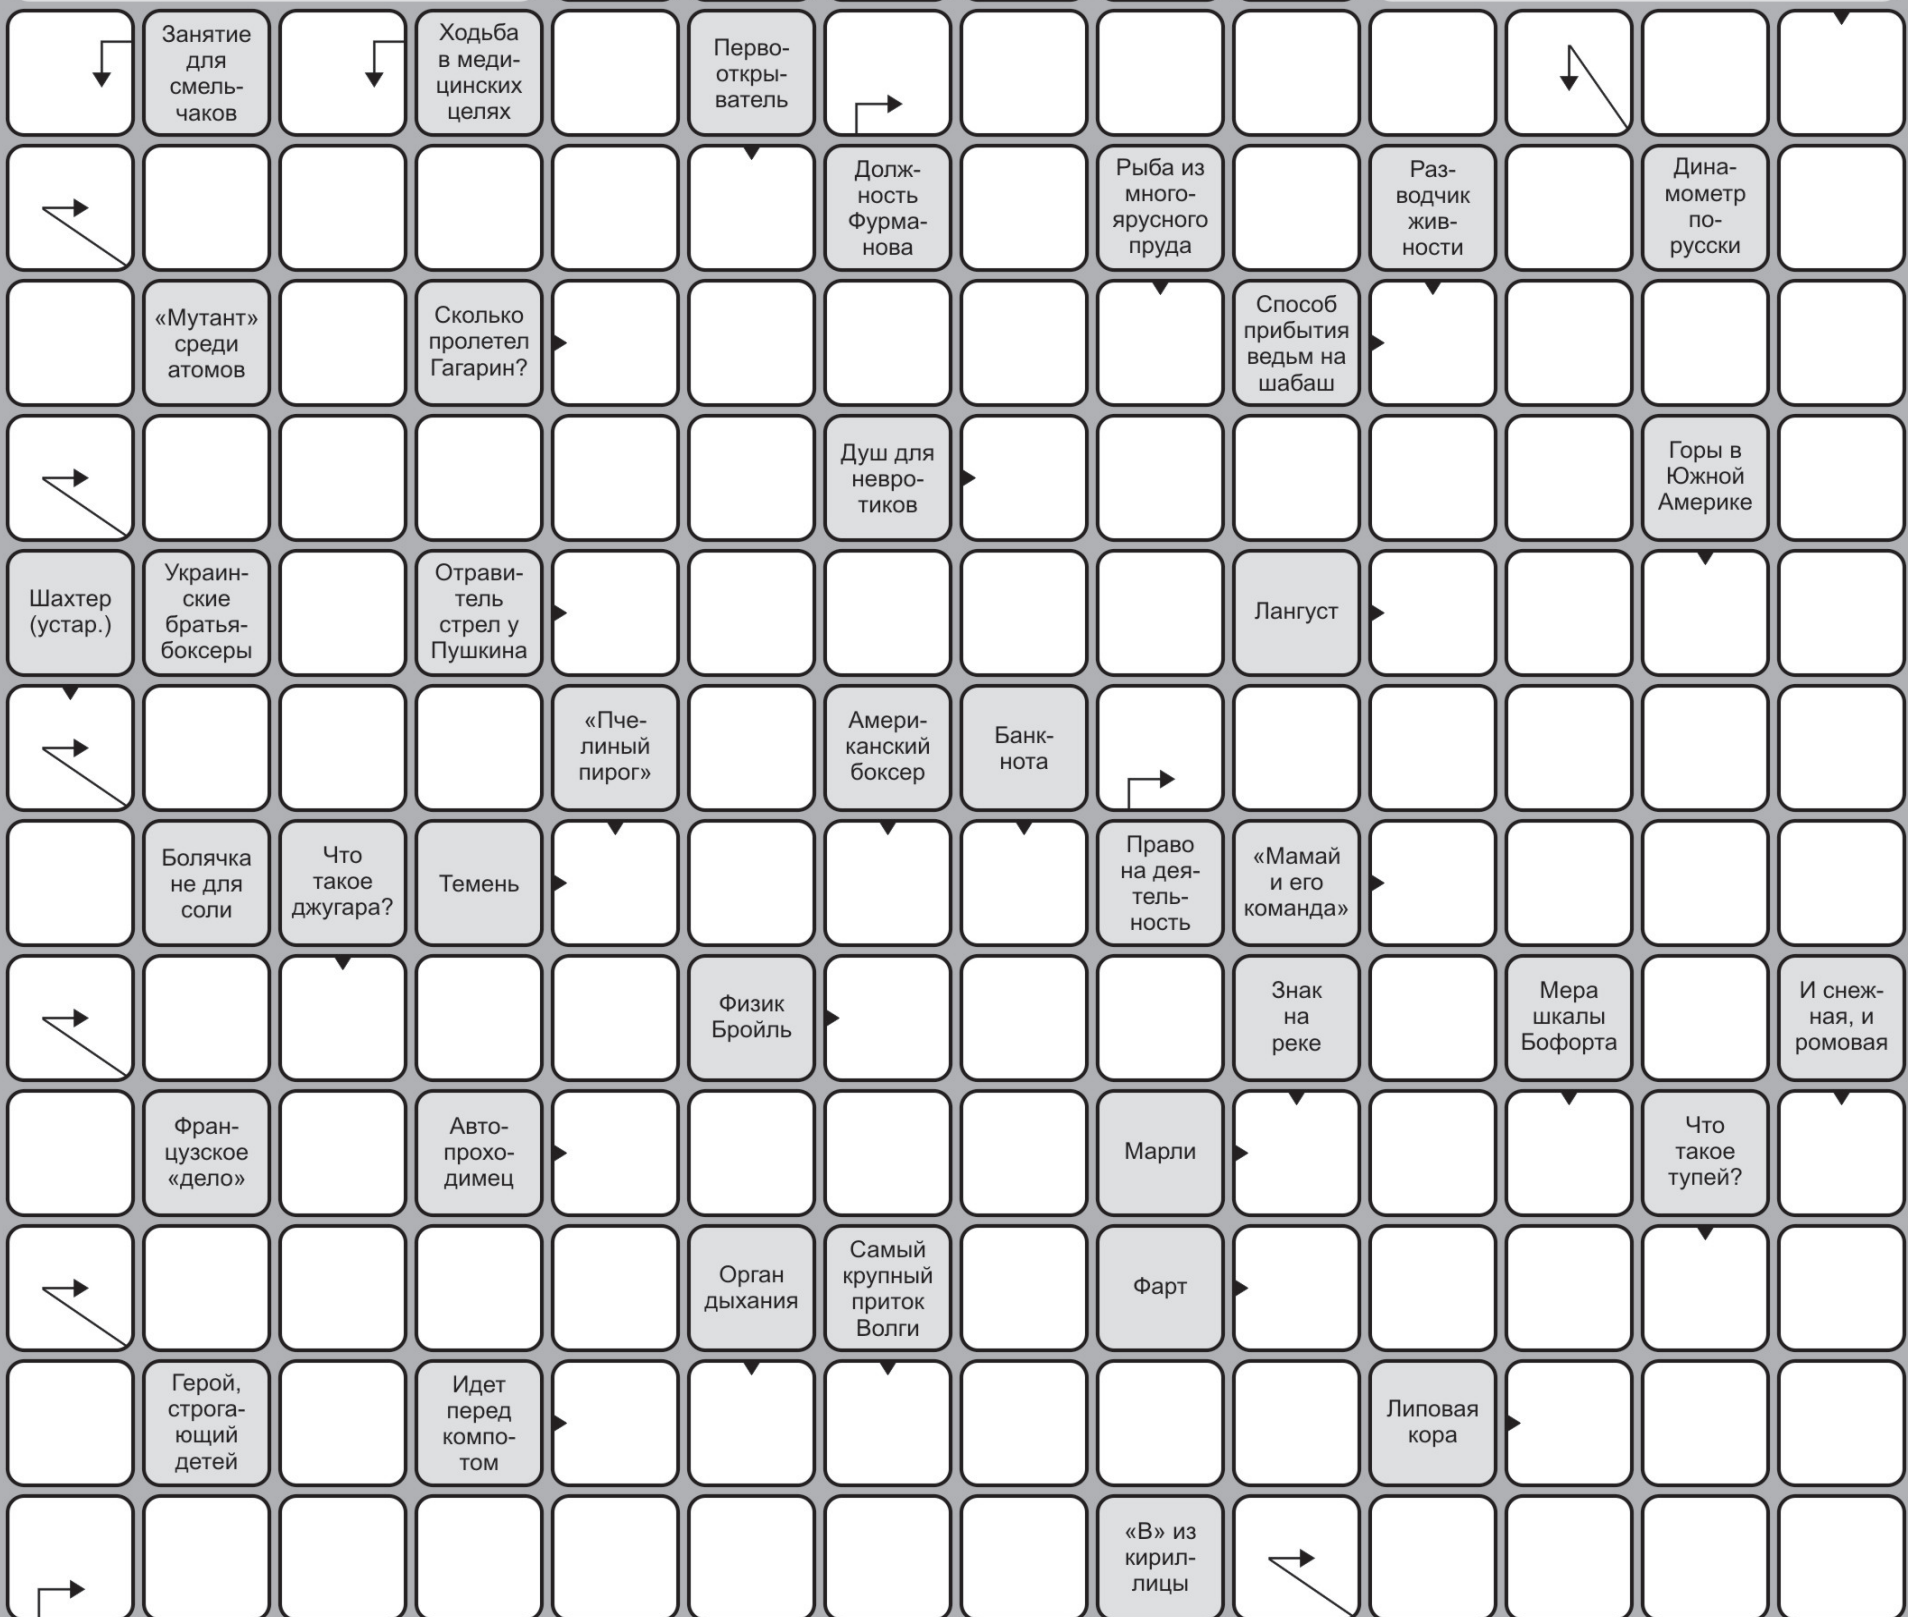 Занятие
для
смель-
чаков
Ходьба
в меди-
цинских
целях
Перво-
откры-
ватель
Долж-
ность
Фурма-
нова
Рыба из
много-
ярусного
пруда
Раз-
водчик
жив-
ности
Дина-
мометр
по-
русски
«Мутант»
среди
атомов
Сколько
пролетел
Гагарин?
Способ
прибытия
ведьм на
шабаш
Душ для
невро-
тиков
Горы в
Южной
Америке
Шахтер
(устар.)
Украин-
ские
братья-
боксеры
Отрави-
тель
стрел у
Пушкина
Лангуст
«Пче-
линый
пирог»
Амери-
канский
боксер
Банк-
нота
Болячка
не для
соли
Что
такое
джугара?
Темень
Право
на дея-
тель-
ность
«Мамай
и его
команда»
Физик
Бройль
Знак
на
реке
Мера
шкалы
Бофорта
И снеж-
ная, и
ромовая
Фран-
цузское
«дело»
Авто-
прохо-
димец
Марли
Что
такое
тупей?
Орган
дыхания
Самый
крупный
приток
Волги
Фарт
Герой,
строга-
ющий
детей
Идет
перед
компо-
том
Липовая
кора
«В» из
кирил-
лицы